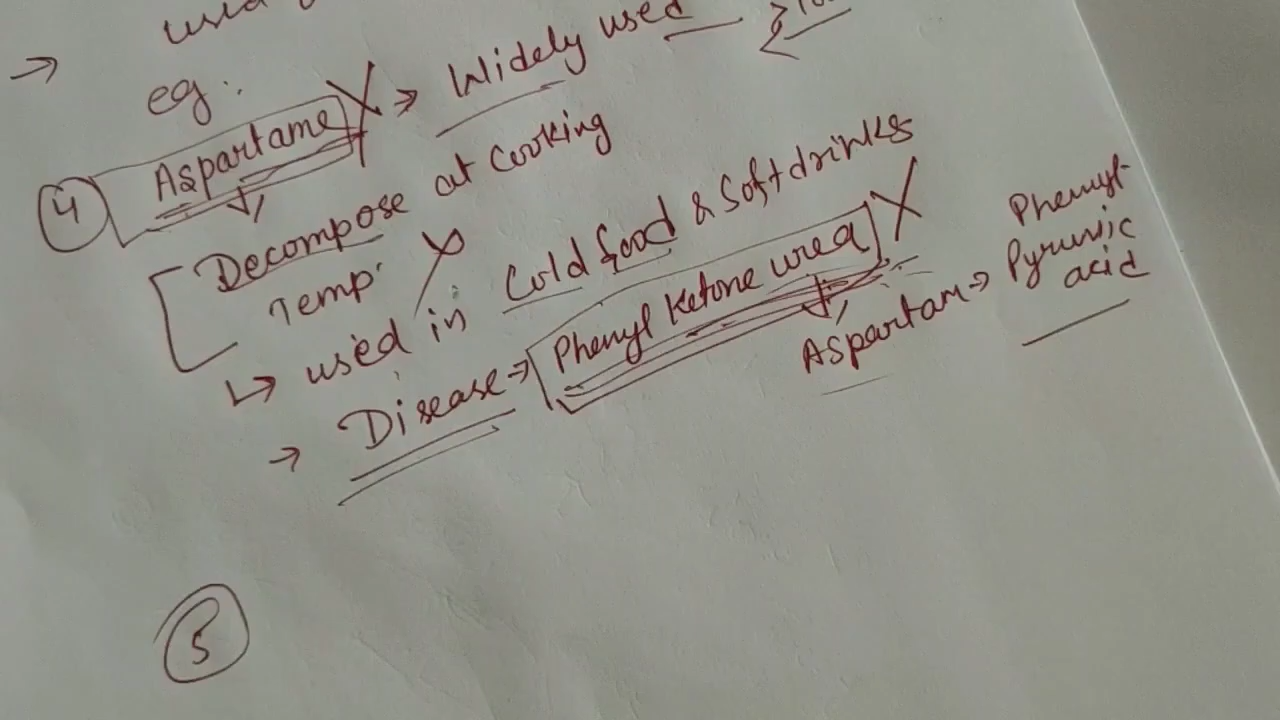 → used
eg:
④ Aspartame → Widely used
Decompose at Cooking
Temp.
↳ used in Cold food & Soft drinks
→ Disease → Phenyl Ketone urea
Aspartam → Phenyl-
Pyruvic
acid
⑤